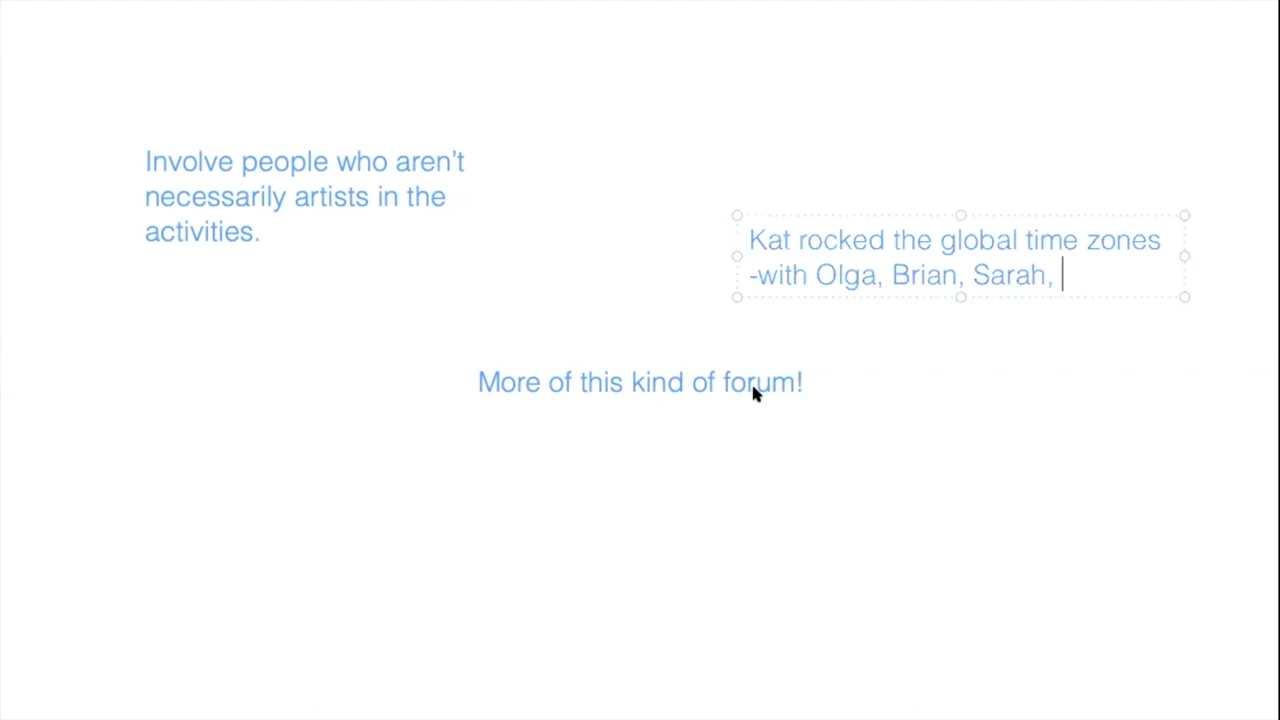 Involve people who aren't
necessarily artists in the
activities.
Kat rocked the global time zones
-with Olga, Brian, Sarah,
More of this kind of forum!